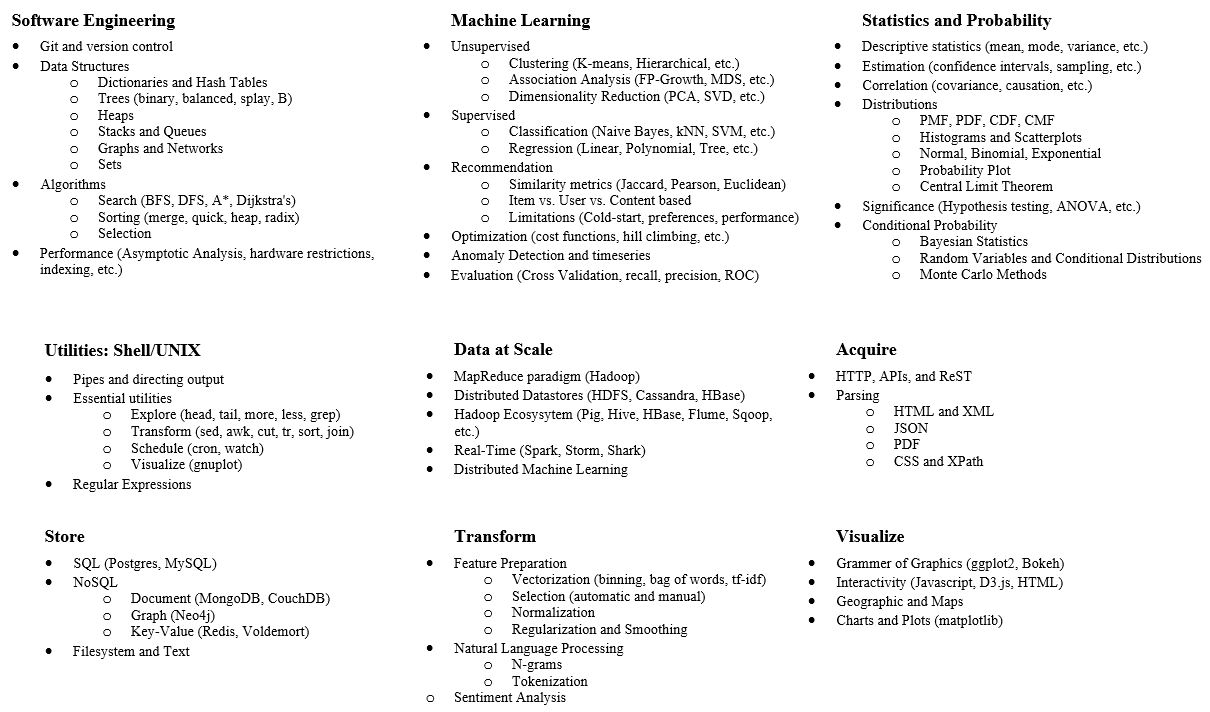 Software Engineering
• Git and version control
• Data Structures
o Dictionaries and Hash Tables
o Trees (binary, balanced, splay, B)
o Heaps
o Stacks and Queues
o Graphs and Networks
o Sets
• Algorithms
o Search (BFS, DFS, A*, Dijkstra's)
o Sorting (merge, quick, heap, radix)
o Selection
• Performance (Asymptotic Analysis, hardware restrictions,
indexing, etc.)
Machine Learning
• Unsupervised
o Clustering (K-means, Hierarchical, etc.)
o Association Analysis (FP-Growth, MDS, etc.)
o Dimensionality Reduction (PCA, SVD, etc.)
• Supervised
o Classification (Naive Bayes, kNN, SVM, etc.)
o Regression (Linear, Polynomial, Tree, etc.)
• Recommendation
o Similarity metrics (Jaccard, Pearson, Euclidean)
o Item vs. User vs. Content based
o Limitations (Cold-start, preferences, performance)
• Optimization (cost functions, hill climbing, etc.)
• Anomaly Detection and timeseries
• Evaluation (Cross Validation, recall, precision, ROC)
Statistics and Probability
• Descriptive statistics (mean, mode, variance, etc.)
• Estimation (confidence intervals, sampling, etc.)
• Correlation (covariance, causation, etc.)
• Distributions
o PMF, PDF, CDF, CMF
o Histograms and Scatterplots
o Normal, Binomial, Exponential
o Probability Plot
o Central Limit Theorem
• Significance (Hypothesis testing, ANOVA, etc.)
• Conditional Probability
o Bayesian Statistics
o Random Variables and Conditional Distributions
o Monte Carlo Methods
Utilities: Shell/UNIX
• Pipes and directing output
• Essential utilities
o Explore (head, tail, more, less, grep)
o Transform (sed, awk, cut, tr, sort, join)
o Schedule (cron, watch)
o Visualize (gnuplot)
• Regular Expressions
Data at Scale
• MapReduce paradigm (Hadoop)
• Distributed Datastores (HDFS, Cassandra, HBase)
• Hadoop Ecosysytem (Pig, Hive, HBase, Flume, Sqoop,
etc.)
• Real-Time (Spark, Storm, Shark)
• Distributed Machine Learning
Acquire
• HTTP, APIs, and ReST
• Parsing
o HTML and XML
o JSON
o PDF
o CSS and XPath
Store
• SQL (Postgres, MySQL)
• NoSQL
o Document (MongoDB, CouchDB)
o Graph (Neo4j)
o Key-Value (Redis, Voldemort)
• Filesystem and Text
Transform
• Feature Preparation
o Vectorization (binning, bag of words, tf-idf)
o Selection (automatic and manual)
o Normalization
o Regularization and Smoothing
• Natural Language Processing
o N-grams
o Tokenization
o Sentiment Analysis
Visualize
• Grammer of Graphics (ggplot2, Bokeh)
• Interactivity (Javascript, D3.js, HTML)
• Geographic and Maps
• Charts and Plots (matplotlib)